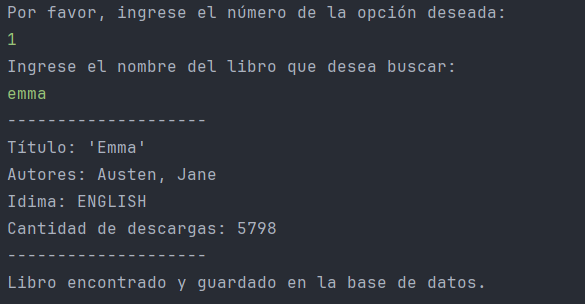 Por favor, ingrese el número de la opción deseada:
1
Ingrese el nombre del libro que desea buscar:
emma
--------------------
Título: 'Emma'
Autores: Austen, Jane
Idima: ENGLISH
Cantidad de descargas: 5798
--------------------
Libro encontrado y guardado en la base de datos.